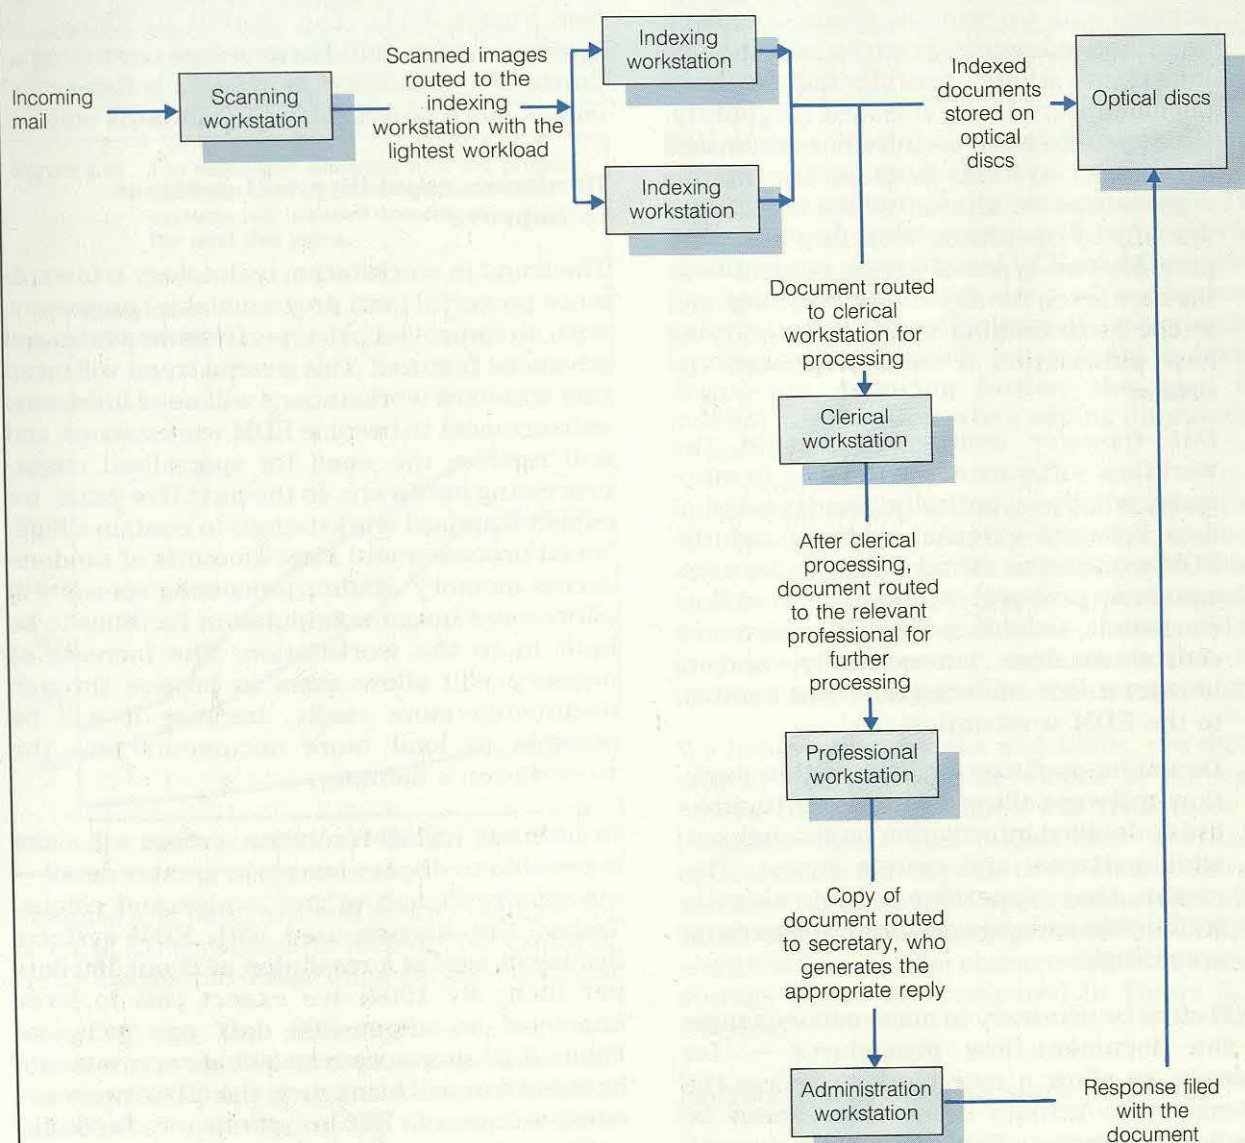 Incoming
mail
Scanning
workstation
Scanned images
routed to the
indexing
workstation with the
lightest workload
Indexing
workstation
Indexing
workstation
Indexed
documents
stored on
optical
discs
Optical discs
Document routed
to clerical
workstation for
processing
Clerical
workstation
After clerical
processing,
document routed
to the relevant
professional for
further
processing
Professional
workstation
Copy of
document routed
to secretary, who
generates the
appropriate reply
Administration
workstation
Response filed
with the
document